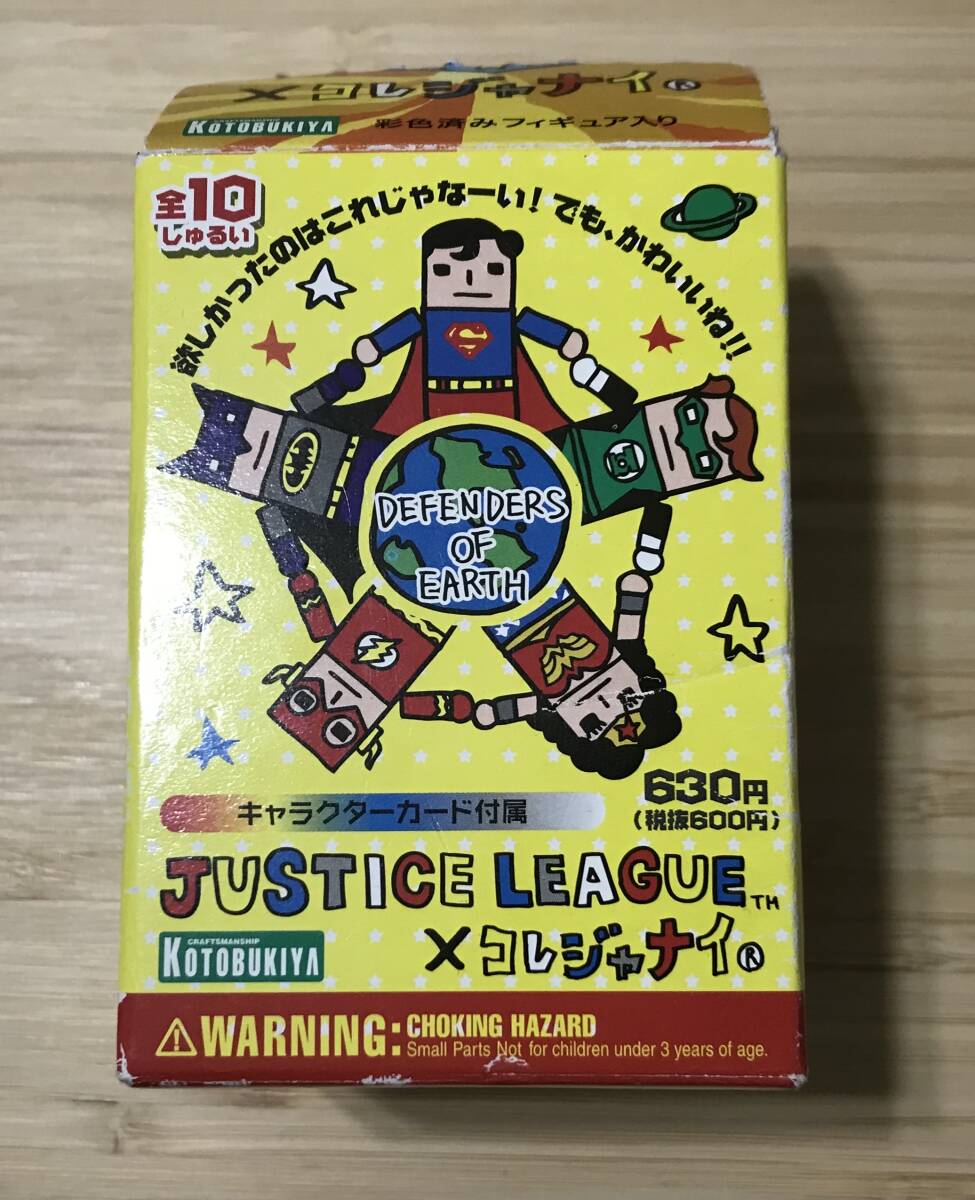 ×コレジャナイ®
CRAFTSMANSHIP
KOTOBUKIYA
彩色済みフィギュア入り
全10
しゅるい
欲しかったのはこれじゃなーい!でも、かわいいね!!
S
DEFENDERS
OF
EARTH
キャラクターカード付属
630円
(税抜600円)
JUSTICE LEAGUE™
×コレジャナイ®
CRAFTSMANSHIP
KOTOBUKIYA
WARNING: CHOKING HAZARD
Small Parts Not for children under 3 years of age.